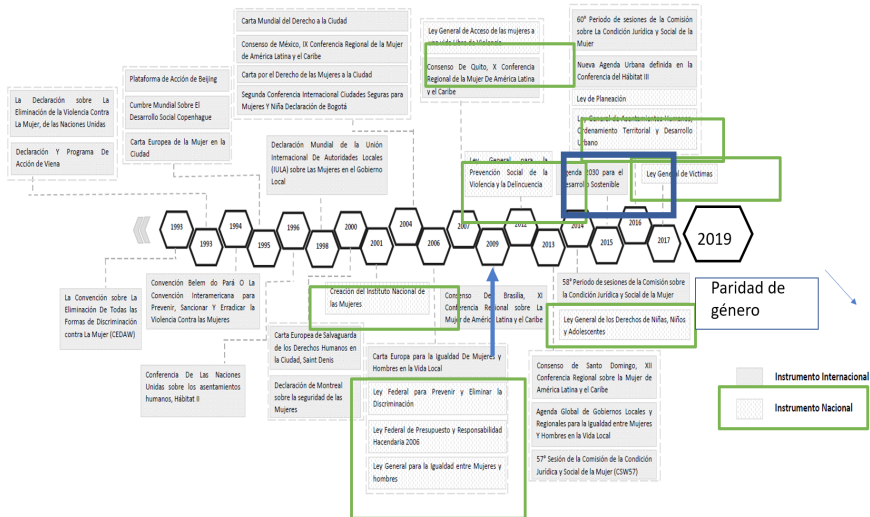 Carta Mundial del Derecho a la Ciudad
Consenso de México, IX Conferencia Regional de la Mujer
de América Latina y el Caribe
Carta por el Derecho de las Mujeres a la Ciudad
Segunda Conferencia Internacional Ciudades Seguras para
Mujeres Y Niña Declaración de Bogotá
Ley General de Acceso de las mujeres a
una vida Libre de Violencia
Consenso De Quito, X Conferencia
Regional de la Mujer De América Latina
y el Caribe
60° Periodo de sesiones de la Comisión
sobre La Condición Jurídica y Social de la
Mujer
Nueva Agenda Urbana definida en la
Conferencia del Hábitat III
Ley de Planeación
Ley General de Asentamientos Humanos,
Ordenamiento Territorial y Desarrollo
Urbano
Plataforma de Acción de Beijing
Cumbre Mundial Sobre El
Desarrollo Social Copenhague
Carta Europea de la Mujer en la
Ciudad
La Declaración sobre La
Eliminación de la Violencia Contra
La Mujer, de las Naciones Unidas
Declaración Y Programa De
Acción de Viena
Declaración Mundial de la Unión
Internacional De Autoridades Locales
(IULA) sobre Las Mujeres en el Gobierno
Local
Ley General para la
Prevención Social de la
Violencia y la Delincuencia
Agenda 2030 para el
Desarrollo Sostenible
Ley General de Victimas
1993
1993
1994
1995
1996
1998
2000
2001
2004
2006
2007
2009
2012
2013
2014
2015
2016
2017
2019
La Convención sobre La
Eliminación De Todas las
Formas de Discriminación
contra La Mujer (CEDAW)
Convención Belem do Pará O La
Convención Interamericana para
Prevenir, Sancionar Y Erradicar la
Violencia Contra las Mujeres
Conferencia De Las Naciones
Unidas sobre los asentamientos
humanos, Hábitat II
Creación del Instituto Nacional de
las Mujeres
Carta Europea de Salvaguarda
de los Derechos Humanos en
la Ciudad, Saint Denis
Declaración de Montreal
sobre la seguridad de las
Mujeres
Carta Europa para la Igualdad De Mujeres y
Hombres en la Vida Local
Ley Federal para Prevenir y Eliminar la
Discriminación
Ley Federal de Presupuesto y Responsabilidad
Hacendaria 2006
Ley General para la Igualdad entre Mujeres y
hombres
Consenso De Brasilia, XI
Conferencia Regional sobre La
Mujer de América Latina y el Caribe
58° Periodo de sesiones de la Comisión sobre
la Condición Jurídica y Social de la Mujer
Ley General de los Derechos de Niñas, Niños
y Adolescentes
Consenso de Santo Domingo, XII
Conferencia Regional sobre la Mujer de
América Latina y el Caribe
Agenda Global de Gobiernos Locales y
Regionales para la Igualdad entre Mujeres
Y Hombres en la Vida Local
57° Sesión de la Comisión de la Condición
Jurídica y Social de la Mujer (CSW57)
Paridad de
género
Instrumento Internacional
Instrumento Nacional